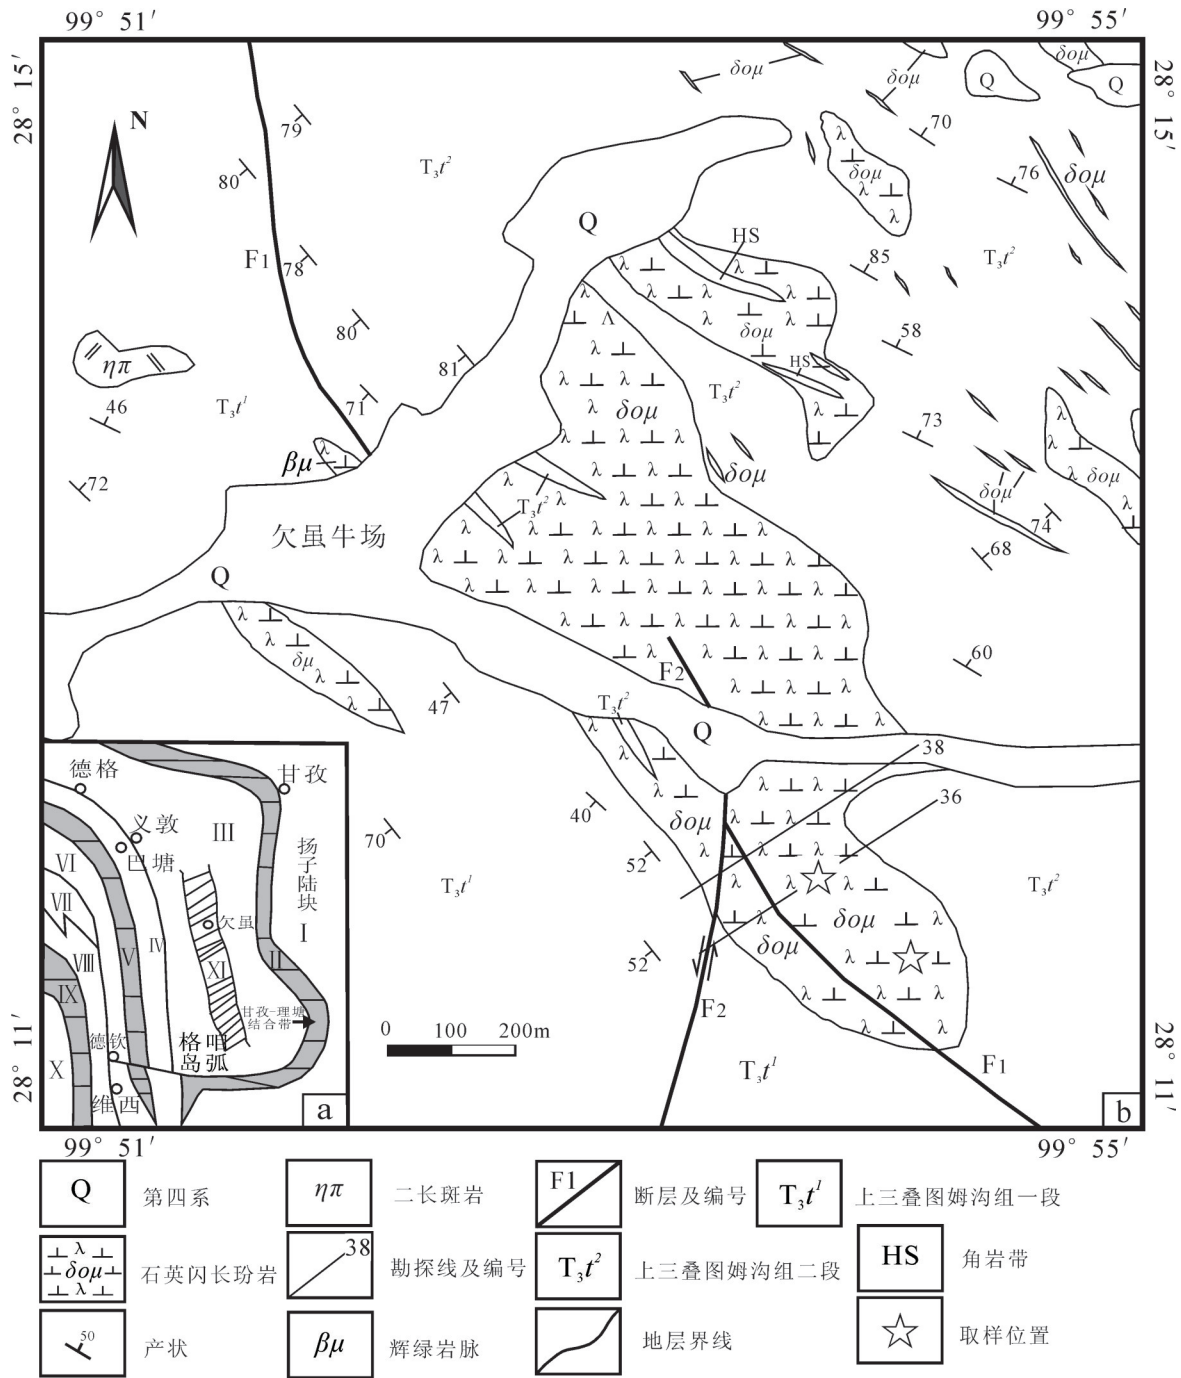 99° 51′
99° 55′
28° 15′
28° 15′
N
δομ
δομ
δομ
Q
Q
79
70
80
T₃t²
δομ
76
δομ
Q
HS
F1
78
85
T₃t²
80
δομ
58
81
HS
ηπ
T₃t²
46
T₃t¹
71
δομ
73
βμ
δομ
δομ
72
T₃t²
δομ
74
欠虽牛场
68
Q
δμ
60
F2
47
T₃t²
Q
38
36
40
δομ
70
52
T₃t¹
T₃t²
δομ
δομ
52
F2
0 100 200m
T₃t¹
F1
b
28° 11′
28° 11′
德格
甘孜
义敦
III
巴塘
扬子陆块
VI
VII
欠虽
I
IV
V
VIII
XI
II
IX
甘孜-理塘
结合带
德钦
格咱
岛弧
X
维西
a
99° 51′
99° 55′
Q 第四系
ηπ 二长斑岩
F1 断层及编号
T₃t¹ 上三叠图姆沟组一段
δομ 石英闪长玢岩
38 勘探线及编号
T₃t² 上三叠图姆沟组二段
HS 角岩带
50 产状
βμ 辉绿岩脉
地层界线
取样位置